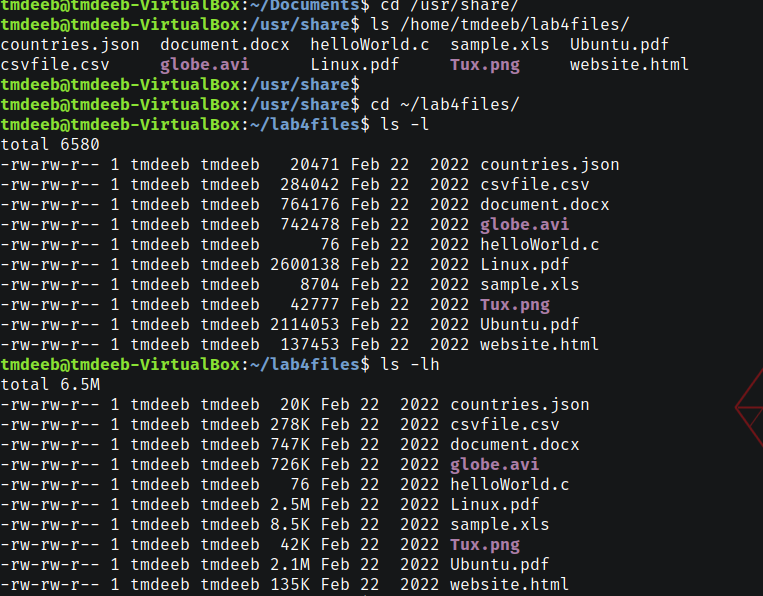 tmdeeb@tmdeeb-VirtualBox:~/Documents$ cd /usr/share/
tmdeeb@tmdeeb-VirtualBox:/usr/share$ ls /home/tmdeeb/lab4files/
countries.json  document.docx  helloWorld.c  sample.xls  Ubuntu.pdf
csvfile.csv     globe.avi      Linux.pdf     Tux.png     website.html
tmdeeb@tmdeeb-VirtualBox:/usr/share$
tmdeeb@tmdeeb-VirtualBox:/usr/share$ cd ~/lab4files/
tmdeeb@tmdeeb-VirtualBox:~/lab4files$ ls -l
total 6580
-rw-rw-r-- 1 tmdeeb tmdeeb   20471 Feb 22  2022 countries.json
-rw-rw-r-- 1 tmdeeb tmdeeb  284042 Feb 22  2022 csvfile.csv
-rw-rw-r-- 1 tmdeeb tmdeeb  764176 Feb 22  2022 document.docx
-rw-rw-r-- 1 tmdeeb tmdeeb  742478 Feb 22  2022 globe.avi
-rw-rw-r-- 1 tmdeeb tmdeeb      76 Feb 22  2022 helloWorld.c
-rw-rw-r-- 1 tmdeeb tmdeeb 2600138 Feb 22  2022 Linux.pdf
-rw-rw-r-- 1 tmdeeb tmdeeb    8704 Feb 22  2022 sample.xls
-rw-rw-r-- 1 tmdeeb tmdeeb   42777 Feb 22  2022 Tux.png
-rw-rw-r-- 1 tmdeeb tmdeeb 2114053 Feb 22  2022 Ubuntu.pdf
-rw-rw-r-- 1 tmdeeb tmdeeb  137453 Feb 22  2022 website.html
tmdeeb@tmdeeb-VirtualBox:~/lab4files$ ls -lh
total 6.5M
-rw-rw-r-- 1 tmdeeb tmdeeb  20K Feb 22  2022 countries.json
-rw-rw-r-- 1 tmdeeb tmdeeb 278K Feb 22  2022 csvfile.csv
-rw-rw-r-- 1 tmdeeb tmdeeb 747K Feb 22  2022 document.docx
-rw-rw-r-- 1 tmdeeb tmdeeb 726K Feb 22  2022 globe.avi
-rw-rw-r-- 1 tmdeeb tmdeeb   76 Feb 22  2022 helloWorld.c
-rw-rw-r-- 1 tmdeeb tmdeeb 2.5M Feb 22  2022 Linux.pdf
-rw-rw-r-- 1 tmdeeb tmdeeb 8.5K Feb 22  2022 sample.xls
-rw-rw-r-- 1 tmdeeb tmdeeb  42K Feb 22  2022 Tux.png
-rw-rw-r-- 1 tmdeeb tmdeeb 2.1M Feb 22  2022 Ubuntu.pdf
-rw-rw-r-- 1 tmdeeb tmdeeb 135K Feb 22  2022 website.html